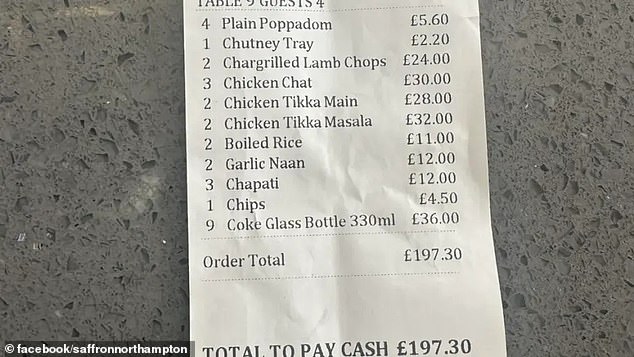 TABLE 9 GUESTS 4
4 Plain Poppadom £5.60
1 Chutney Tray £2.20
2 Chargrilled Lamb Chops £24.00
3 Chicken Chat £30.00
2 Chicken Tikka Main £28.00
2 Chicken Tikka Masala £32.00
2 Boiled Rice £11.00
2 Garlic Naan £12.00
3 Chapati £12.00
1 Chips £4.50
9 Coke Glass Bottle 330ml £36.00
Order Total £197.30
TOTAL TO PAY CASH £197.30
© facebook/saffronnorthampton